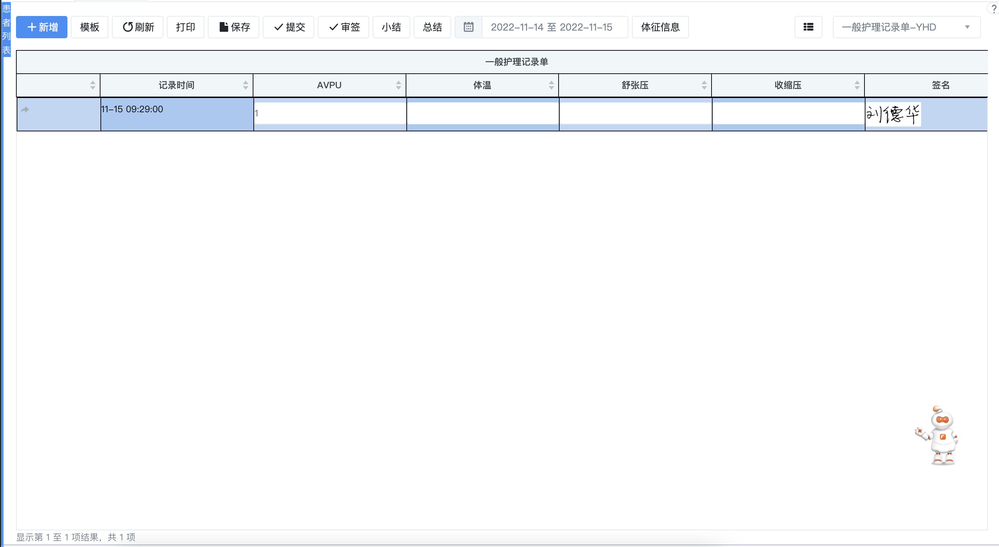 患者列表
?
新增 模板 刷新 打印 保存 提交 审签 小结 总结 2022-11-14 至 2022-11-15 体征信息 一般护理记录单-YHD
一般护理记录单
记录时间 AVPU 体温 舒张压 收缩压 签名
11-15 09:29:00 1 刘德华
F
显示第 1 至 1 项结果，共 1 项